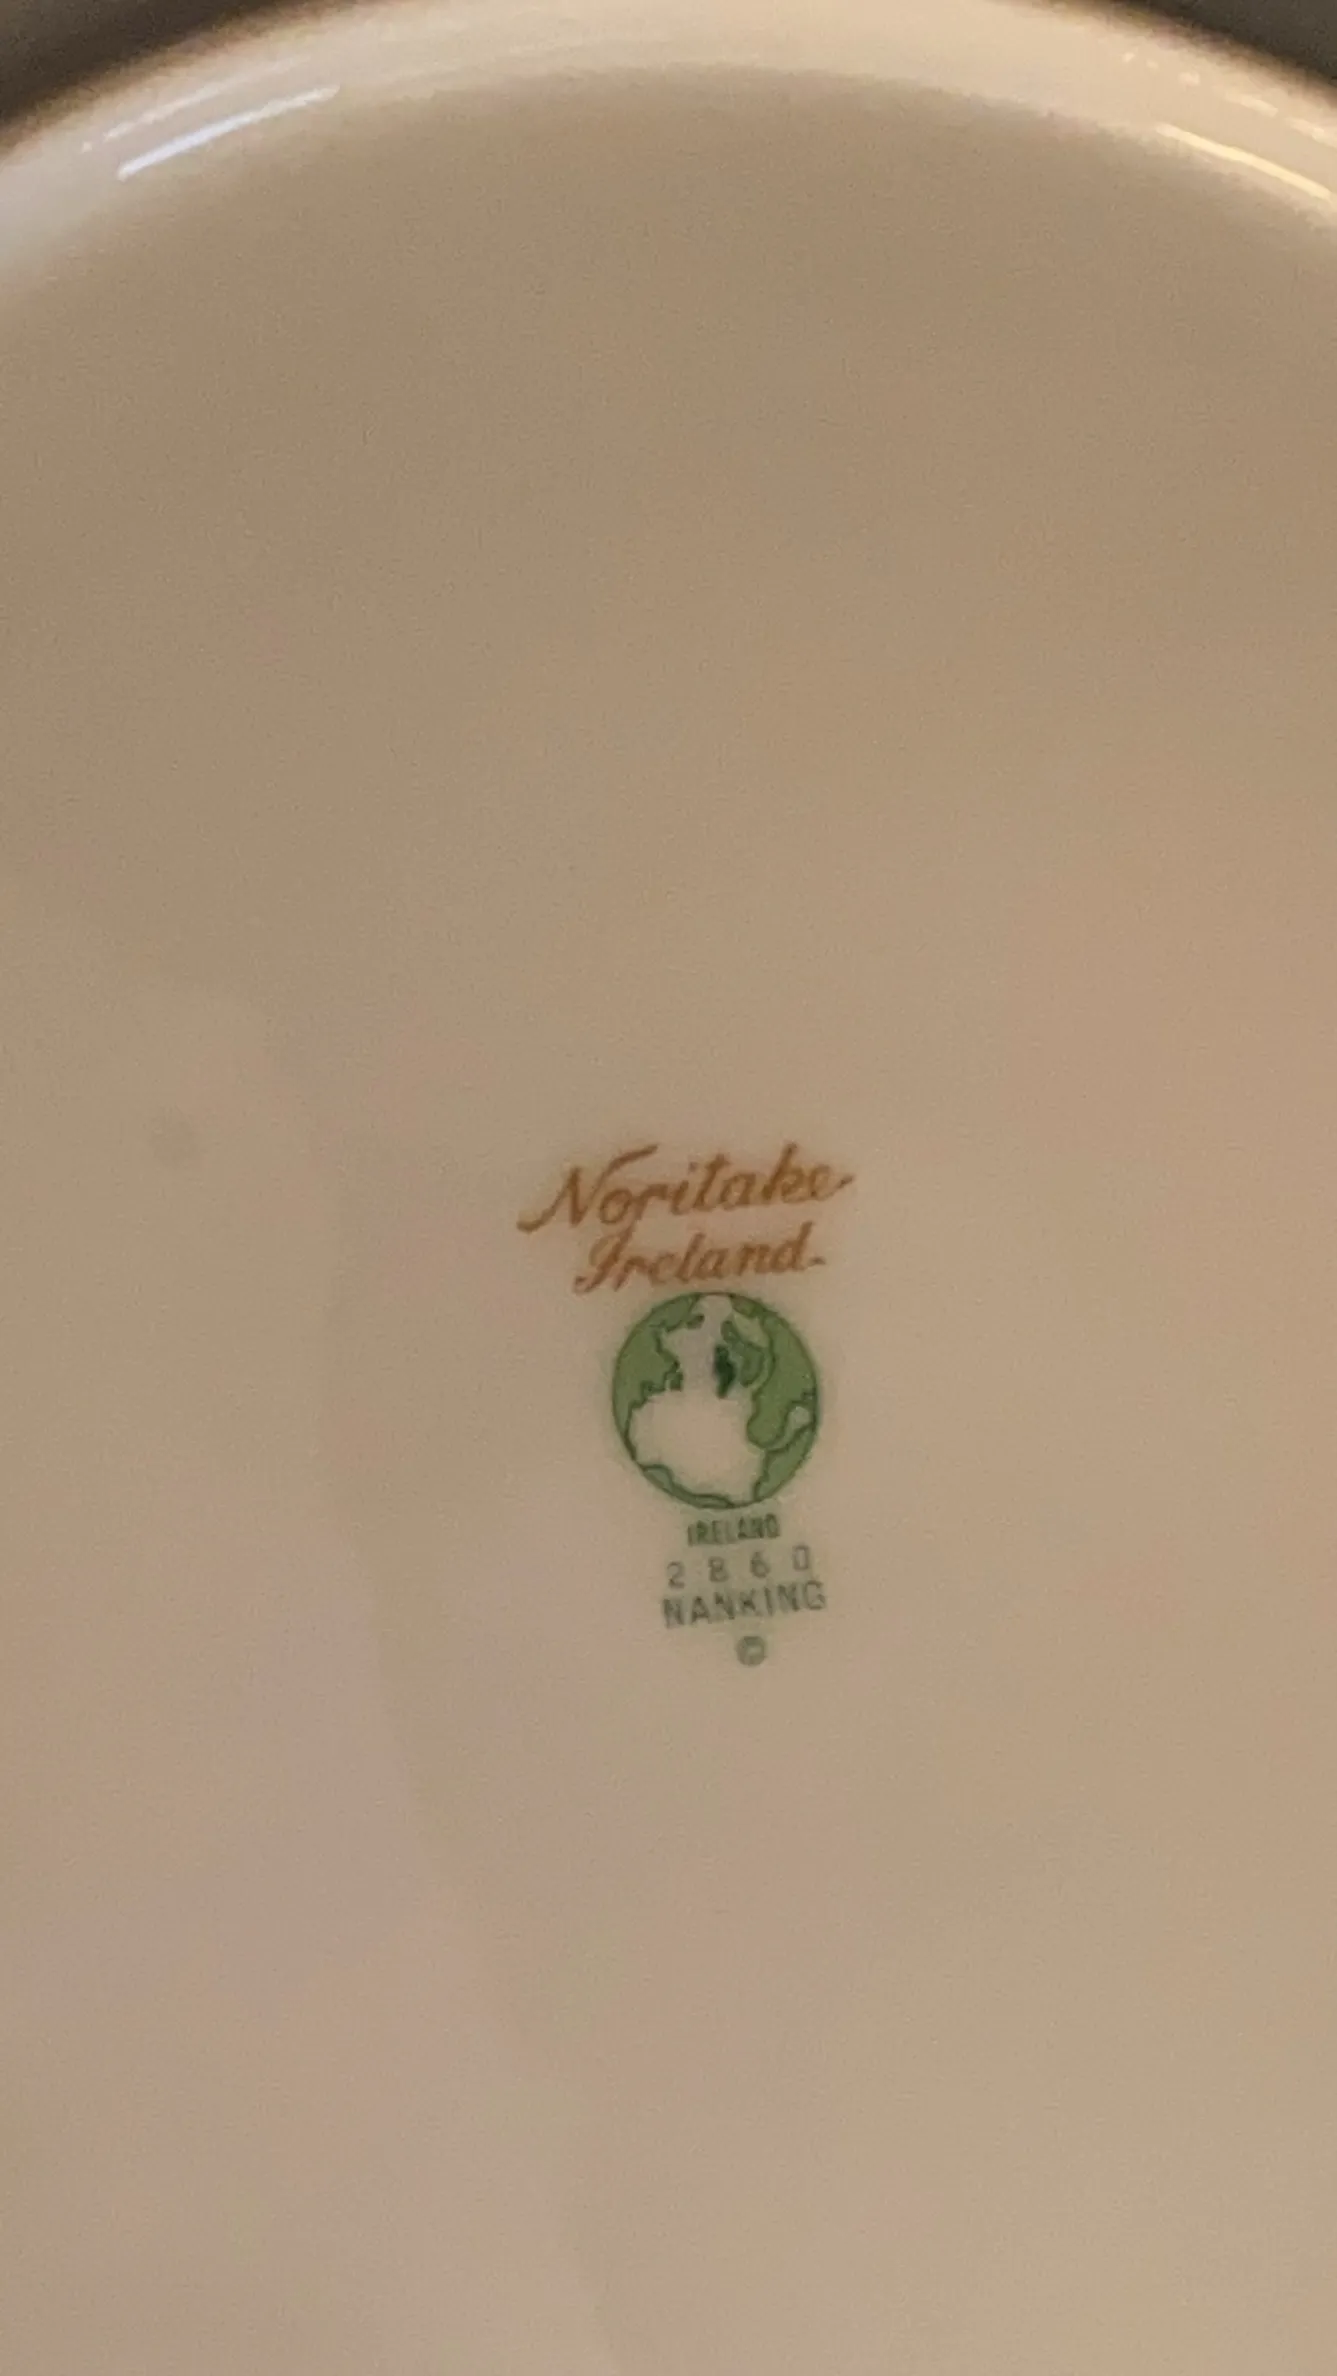 Noritake
Ireland
IRELAND
2860
NANKING
©